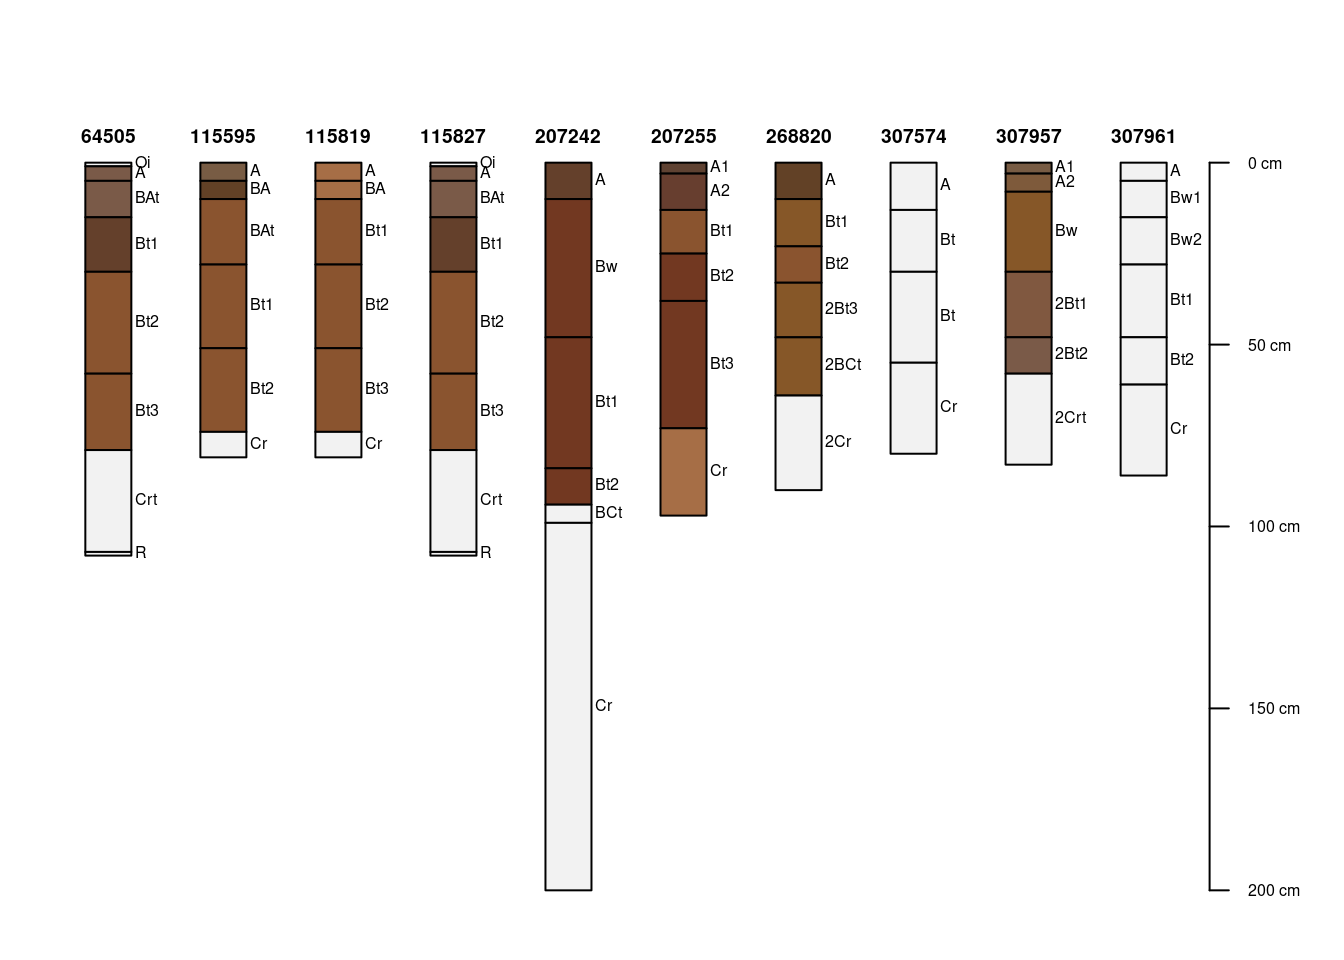 64505 115595 115819 115827 207242 207255 268820 307574 307957 307961
Oi
A
BAt
Bt1
Bt2
Bt3
Crt
R
A
BA
BAt
Bt1
Bt2
Cr
A
BA
Bt1
Bt2
Bt3
Cr
Oi
A
BAt
Bt1
Bt2
Bt3
Crt
R
A
Bw
Bt1
Bt2
BCt
Cr
A1
A2
Bt1
Bt2
Bt3
Cr
A
Bt1
Bt2
2Bt3
2BCt
2Cr
A
Bt
Bt
Cr
A1
A2
Bw
2Bt1
2Bt2
2Crt
A
Bw1
Bw2
Bt1
Bt2
Cr
0 cm
50 cm
100 cm
150 cm
200 cm